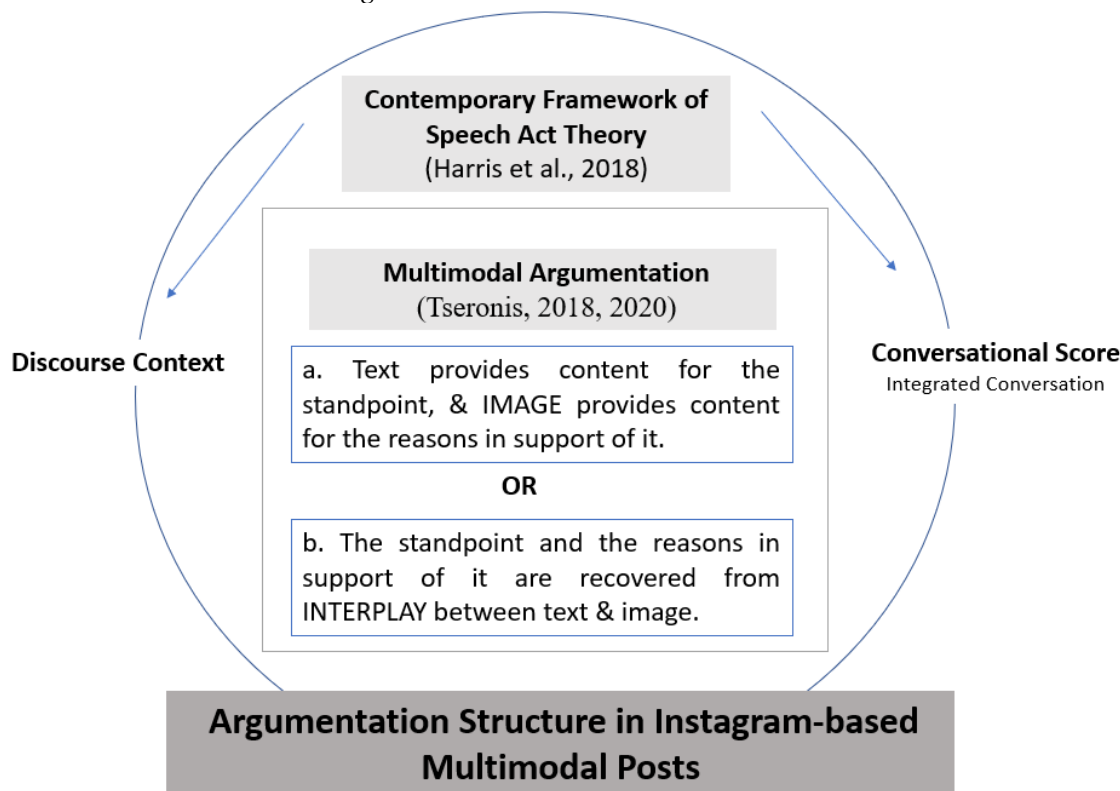 Contemporary Framework of
Speech Act Theory
(Harris et al., 2018)
Multimodal Argumentation
(Tseronis, 2018, 2020)
Discourse Context
Conversational Score
Integrated Conversation
a. Text provides content for the
standpoint, & IMAGE provides content
for the reasons in support of it.
OR
b. The standpoint and the reasons in
support of it are recovered from
INTERPLAY between text & image.
Argumentation Structure in Instagram-based
Multimodal Posts